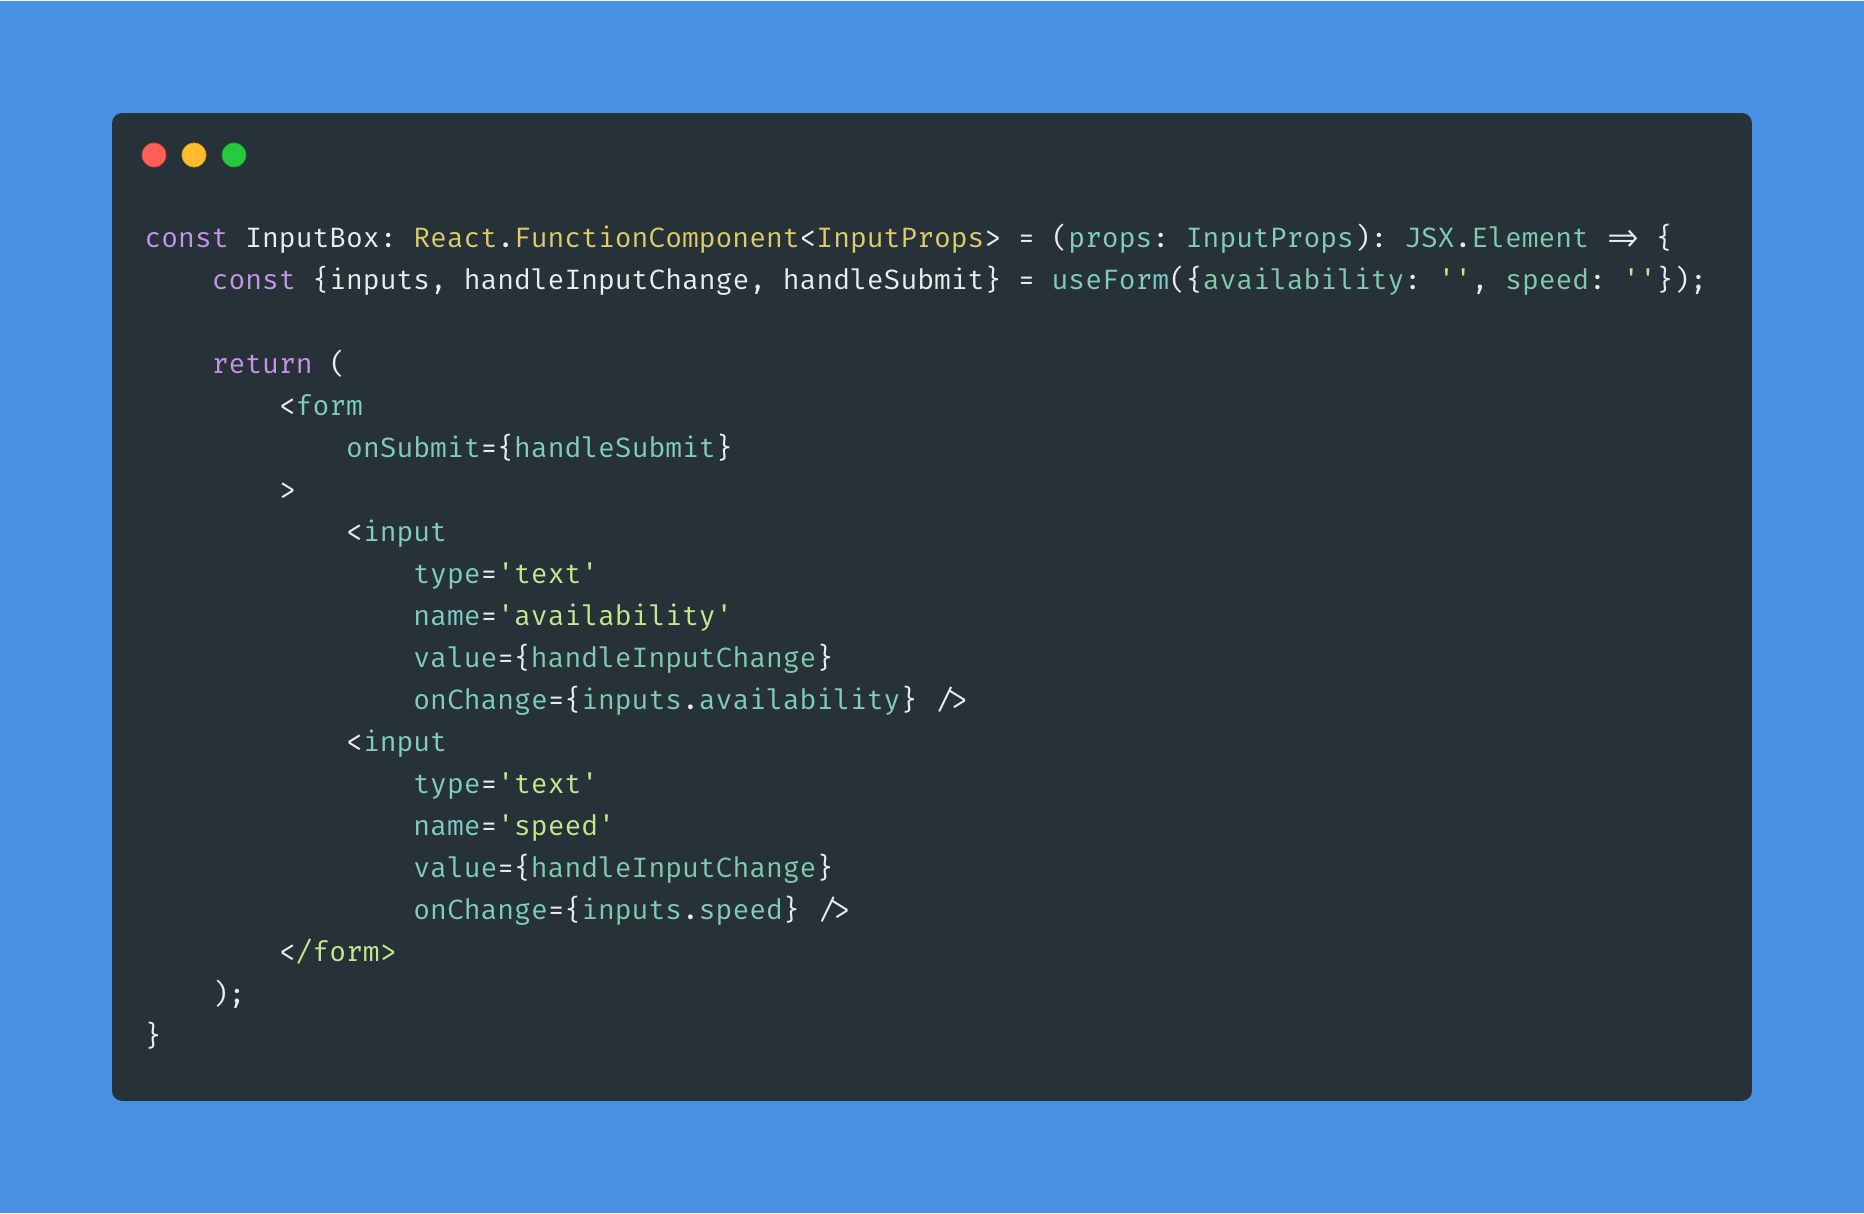 const InputBox: React.FunctionComponent<InputProps> = (props: InputProps): JSX.Element => {
    const {inputs, handleInputChange, handleSubmit} = useForm({availability: '', speed: ''});

    return (
        <form
            onSubmit={handleSubmit}
        >
            <input
                type='text'
                name='availability'
                value={handleInputChange}
                onChange={inputs.availability} />
            <input
                type='text'
                name='speed'
                value={handleInputChange}
                onChange={inputs.speed} />
        </form>
    );
}